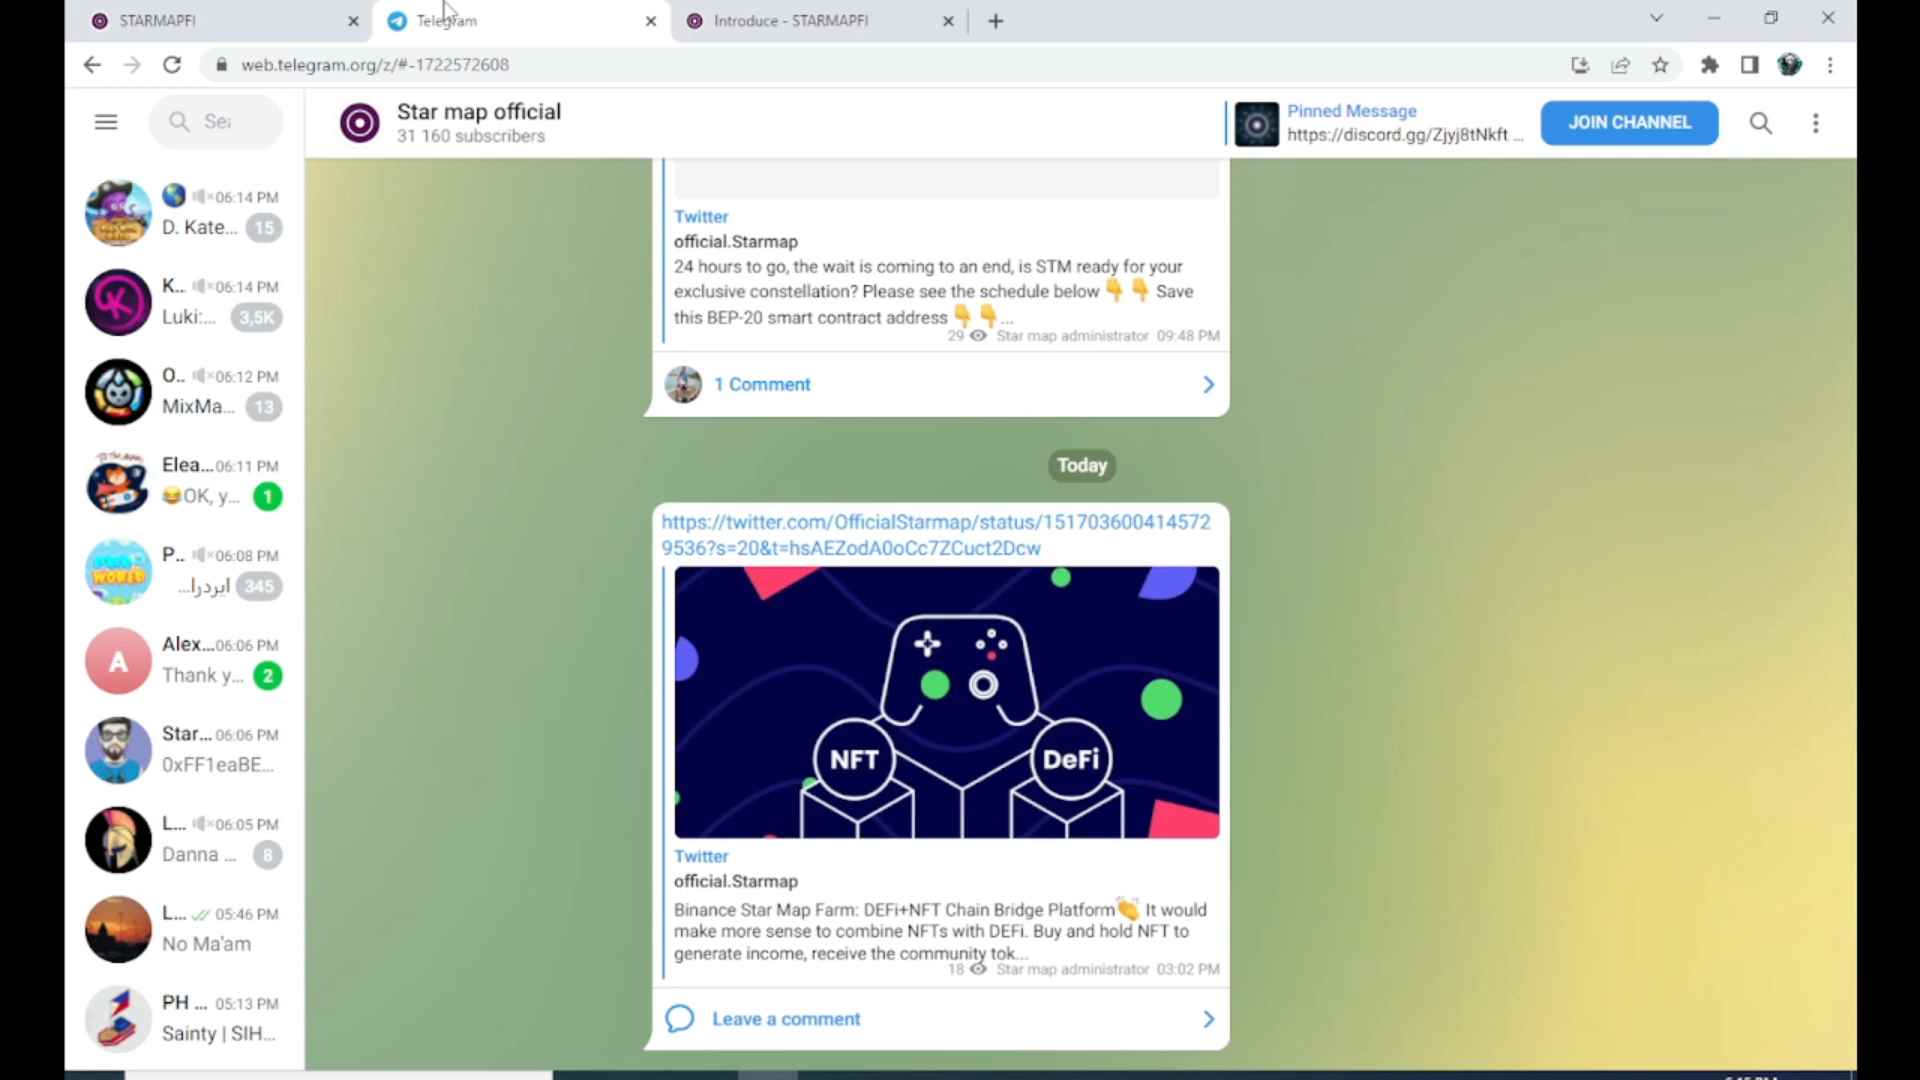 STARMAPFI
Telegram
Introduce - STARMAPFI
web.telegram.org/z/#-1722572608
Star map official
31 160 subscribers
Pinned Message
https://discord.gg/Zjyj8tNkft ...
JOIN CHANNEL
06:14 PM
D. Kate... 15
K.. 06:14 PM
Luki:... 3,5K
O.. 06:12 PM
MixMa... 13
Elea... 06:11 PM
😂OK, y... 1
P.. 06:08 PM
ایردرا... 345
A
Alex... 06:06 PM
Thank y... 2
Star... 06:06 PM
0xFF1eaBE...
L... 06:05 PM
Danna ... 8
L... 05:46 PM
No Ma'am
PH ... 05:13 PM
Sainty | SIH...
Twitter
official.Starmap
24 hours to go, the wait is coming to an end, is STM ready for your
exclusive constellation? Please see the schedule below 👇 👇 Save
this BEP-20 smart contract address 👇 👇...
29 Star map administrator 09:48 PM
1 Comment
Today
https://twitter.com/OfficialStarmap/status/151703600414572
9536?s=20&t=hsAEZodA0oCc7ZCuct2Dcw
NFT
DeFi
Twitter
official.Starmap
Binance Star Map Farm: DEFi+NFT Chain Bridge Platform👏 It would
make more sense to combine NFTs with DEFi. Buy and hold NFT to
generate income, receive the community tok...
18 Star map administrator 03:02 PM
Leave a comment